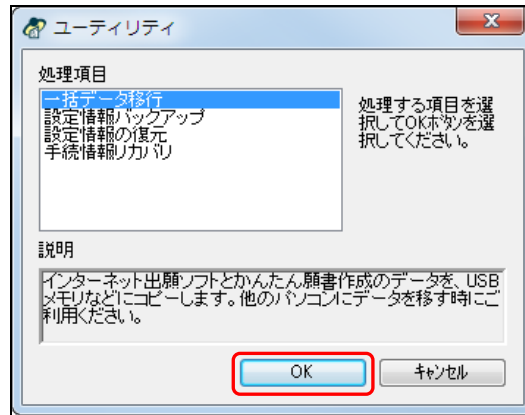 ユーティリティ
処理項目
一括データ移行
設定情報バックアップ
設定情報の復元
手続情報リカバリ
処理する項目を選
択してOKボタンを選
択してください。
説明
インターネット出願ソフトとかんたん願書作成のデータを、USB
メモリなどにコピーします。他のパソコンにデータを移す時にご
利用ください。
OK
キャンセル